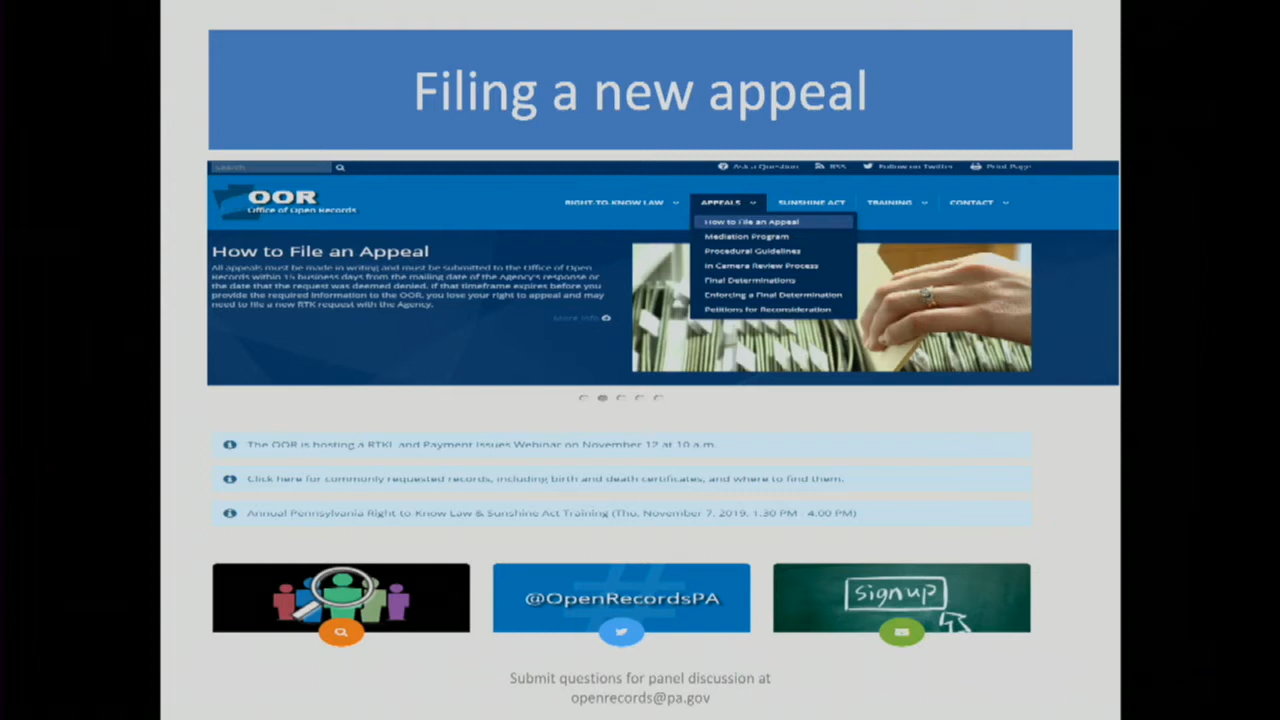 Filing a new appeal
search
Ask a Question
RSS
Follow on Twitter
Print Page
OOR
Office of Open Records
RIGHT-TO-KNOW LAW
APPEALS
SUNSHINE ACT
TRAINING
CONTACT
How to File an Appeal
Mediation Program
Procedural Guidelines
In Camera Review Process
Final Determinations
Enforcing a Final Determination
Petitions for Reconsideration
How to File an Appeal
All appeals must be made in writing and must be submitted to the Office of Open
Records within 15 business days from the mailing date of the Agency's response or
the date that the request was deemed denied. If that timeframe expires before you
provide the required information to the OOR, you lose your right to appeal and may
need to file a new RTK request with the Agency.
More Info
The OOR is hosting a RTKL and Payment Issues Webinar on November 12 at 10 a.m.
Click here for commonly requested records, including birth and death certificates, and where to find them.
Annual Pennsylvania Right-to-Know Law & Sunshine Act Training (Thu, November 7, 2019, 1:30 PM - 4:00 PM)
@OpenRecordsPA
signup
Submit questions for panel discussion at
openrecords@pa.gov